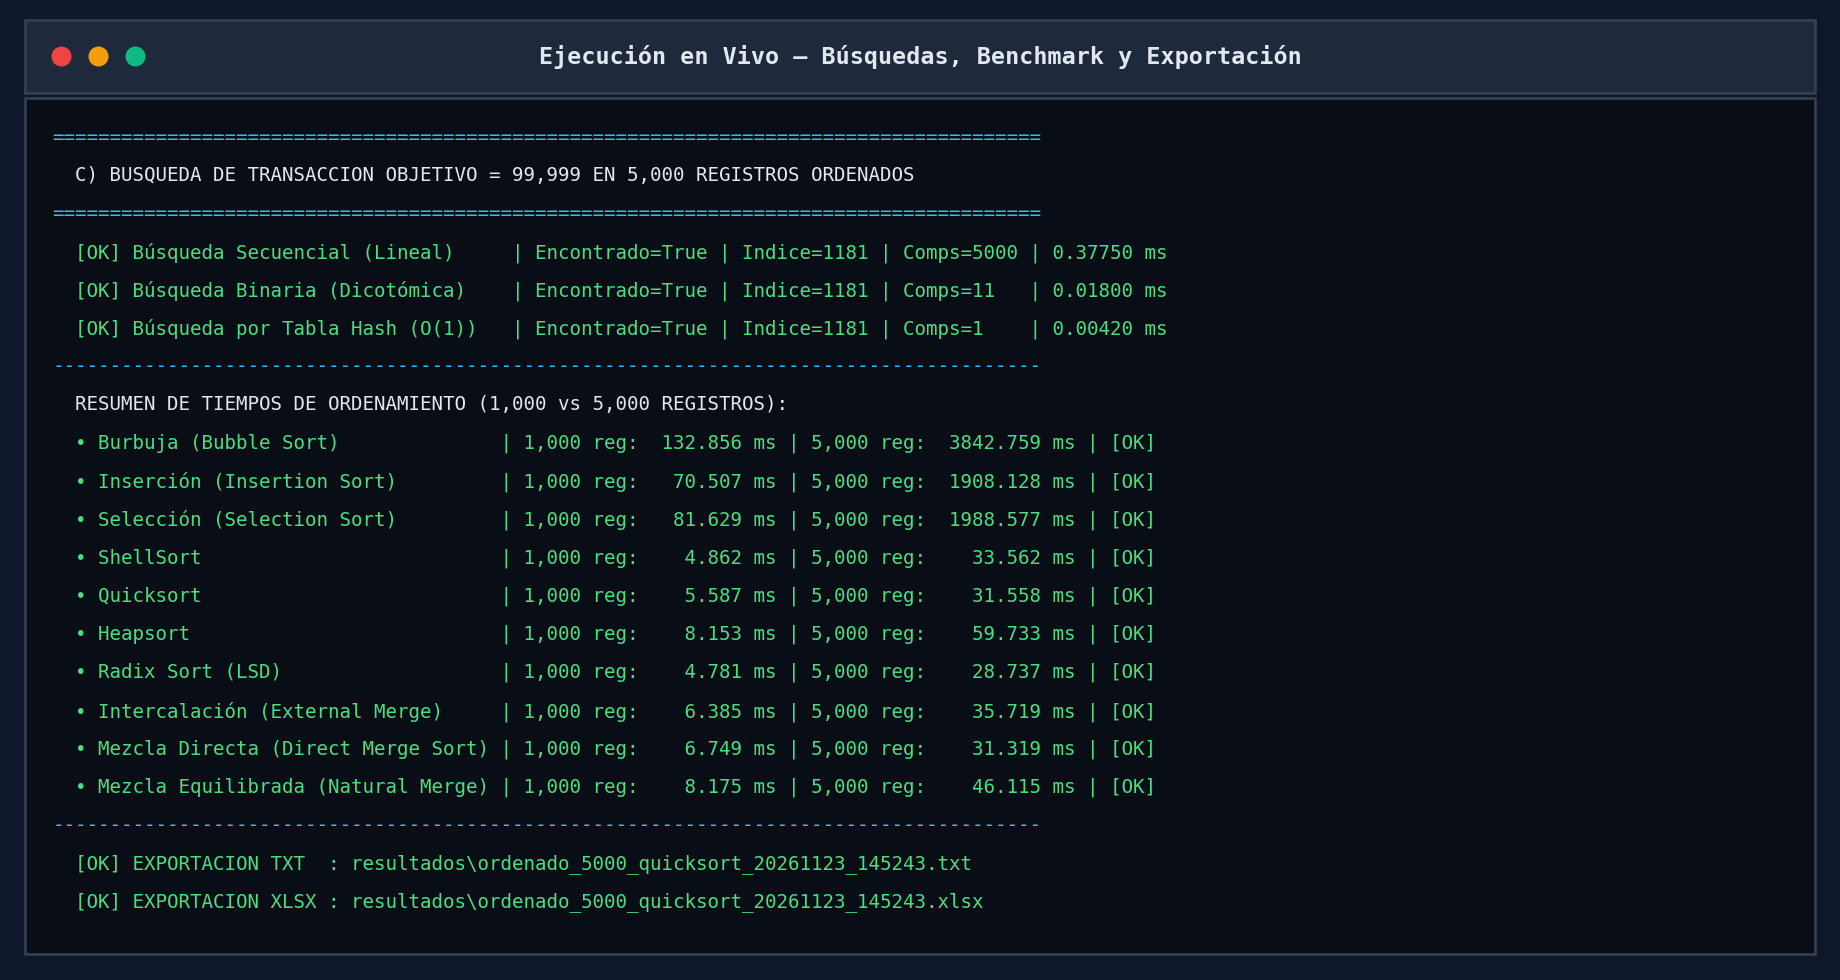 Ejecución en Vivo — Búsquedas, Benchmark y Exportación
======================================================================================
C) BUSQUEDA DE TRANSACCION OBJETIVO = 99,999 EN 5,000 REGISTROS ORDENADOS
======================================================================================
[OK] Búsqueda Secuencial (Lineal)     | Encontrado=True | Indice=1181 | Comps=5000 | 0.37750 ms
[OK] Búsqueda Binaria (Dicotómica)    | Encontrado=True | Indice=1181 | Comps=11   | 0.01800 ms
[OK] Búsqueda por Tabla Hash (O(1))   | Encontrado=True | Indice=1181 | Comps=1    | 0.00420 ms
--------------------------------------------------------------------------------------
RESUMEN DE TIEMPOS DE ORDENAMIENTO (1,000 vs 5,000 REGISTROS):
• Burbuja (Bubble Sort)              | 1,000 reg:  132.856 ms | 5,000 reg:  3842.759 ms | [OK]
• Inserción (Insertion Sort)         | 1,000 reg:   70.507 ms | 5,000 reg:  1908.128 ms | [OK]
• Selección (Selection Sort)         | 1,000 reg:   81.629 ms | 5,000 reg:  1988.577 ms | [OK]
• ShellSort                          | 1,000 reg:    4.862 ms | 5,000 reg:    33.562 ms | [OK]
• Quicksort                          | 1,000 reg:    5.587 ms | 5,000 reg:    31.558 ms | [OK]
• Heapsort                           | 1,000 reg:    8.153 ms | 5,000 reg:    59.733 ms | [OK]
• Radix Sort (LSD)                   | 1,000 reg:    4.781 ms | 5,000 reg:    28.737 ms | [OK]
• Intercalación (External Merge)     | 1,000 reg:    6.385 ms | 5,000 reg:    35.719 ms | [OK]
• Mezcla Directa (Direct Merge Sort) | 1,000 reg:    6.749 ms | 5,000 reg:    31.319 ms | [OK]
• Mezcla Equilibrada (Natural Merge) | 1,000 reg:    8.175 ms | 5,000 reg:    46.115 ms | [OK]
--------------------------------------------------------------------------------------
[OK] EXPORTACION TXT  : resultados\ordenado_5000_quicksort_20261123_145243.txt
[OK] EXPORTACION XLSX : resultados\ordenado_5000_quicksort_20261123_145243.xlsx